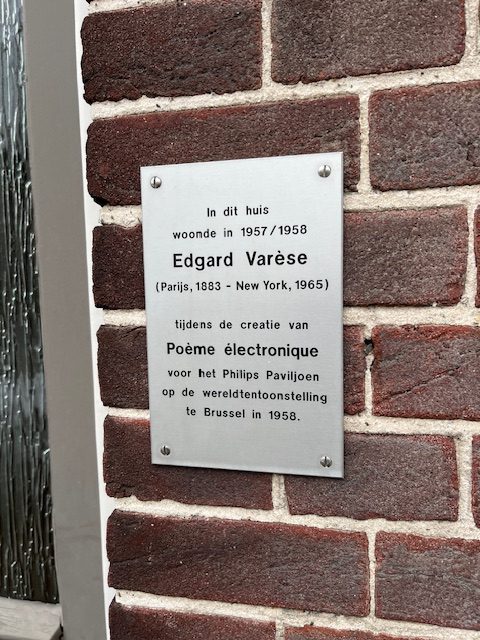 In dit huis
woonde in 1957/1958
Edgard Varèse
(Parijs, 1883 - New York, 1965)
tijdens de creatie van
Poème électronique
voor het Philips Paviljoen
op de wereldtentoonstelling
te Brussel in 1958.